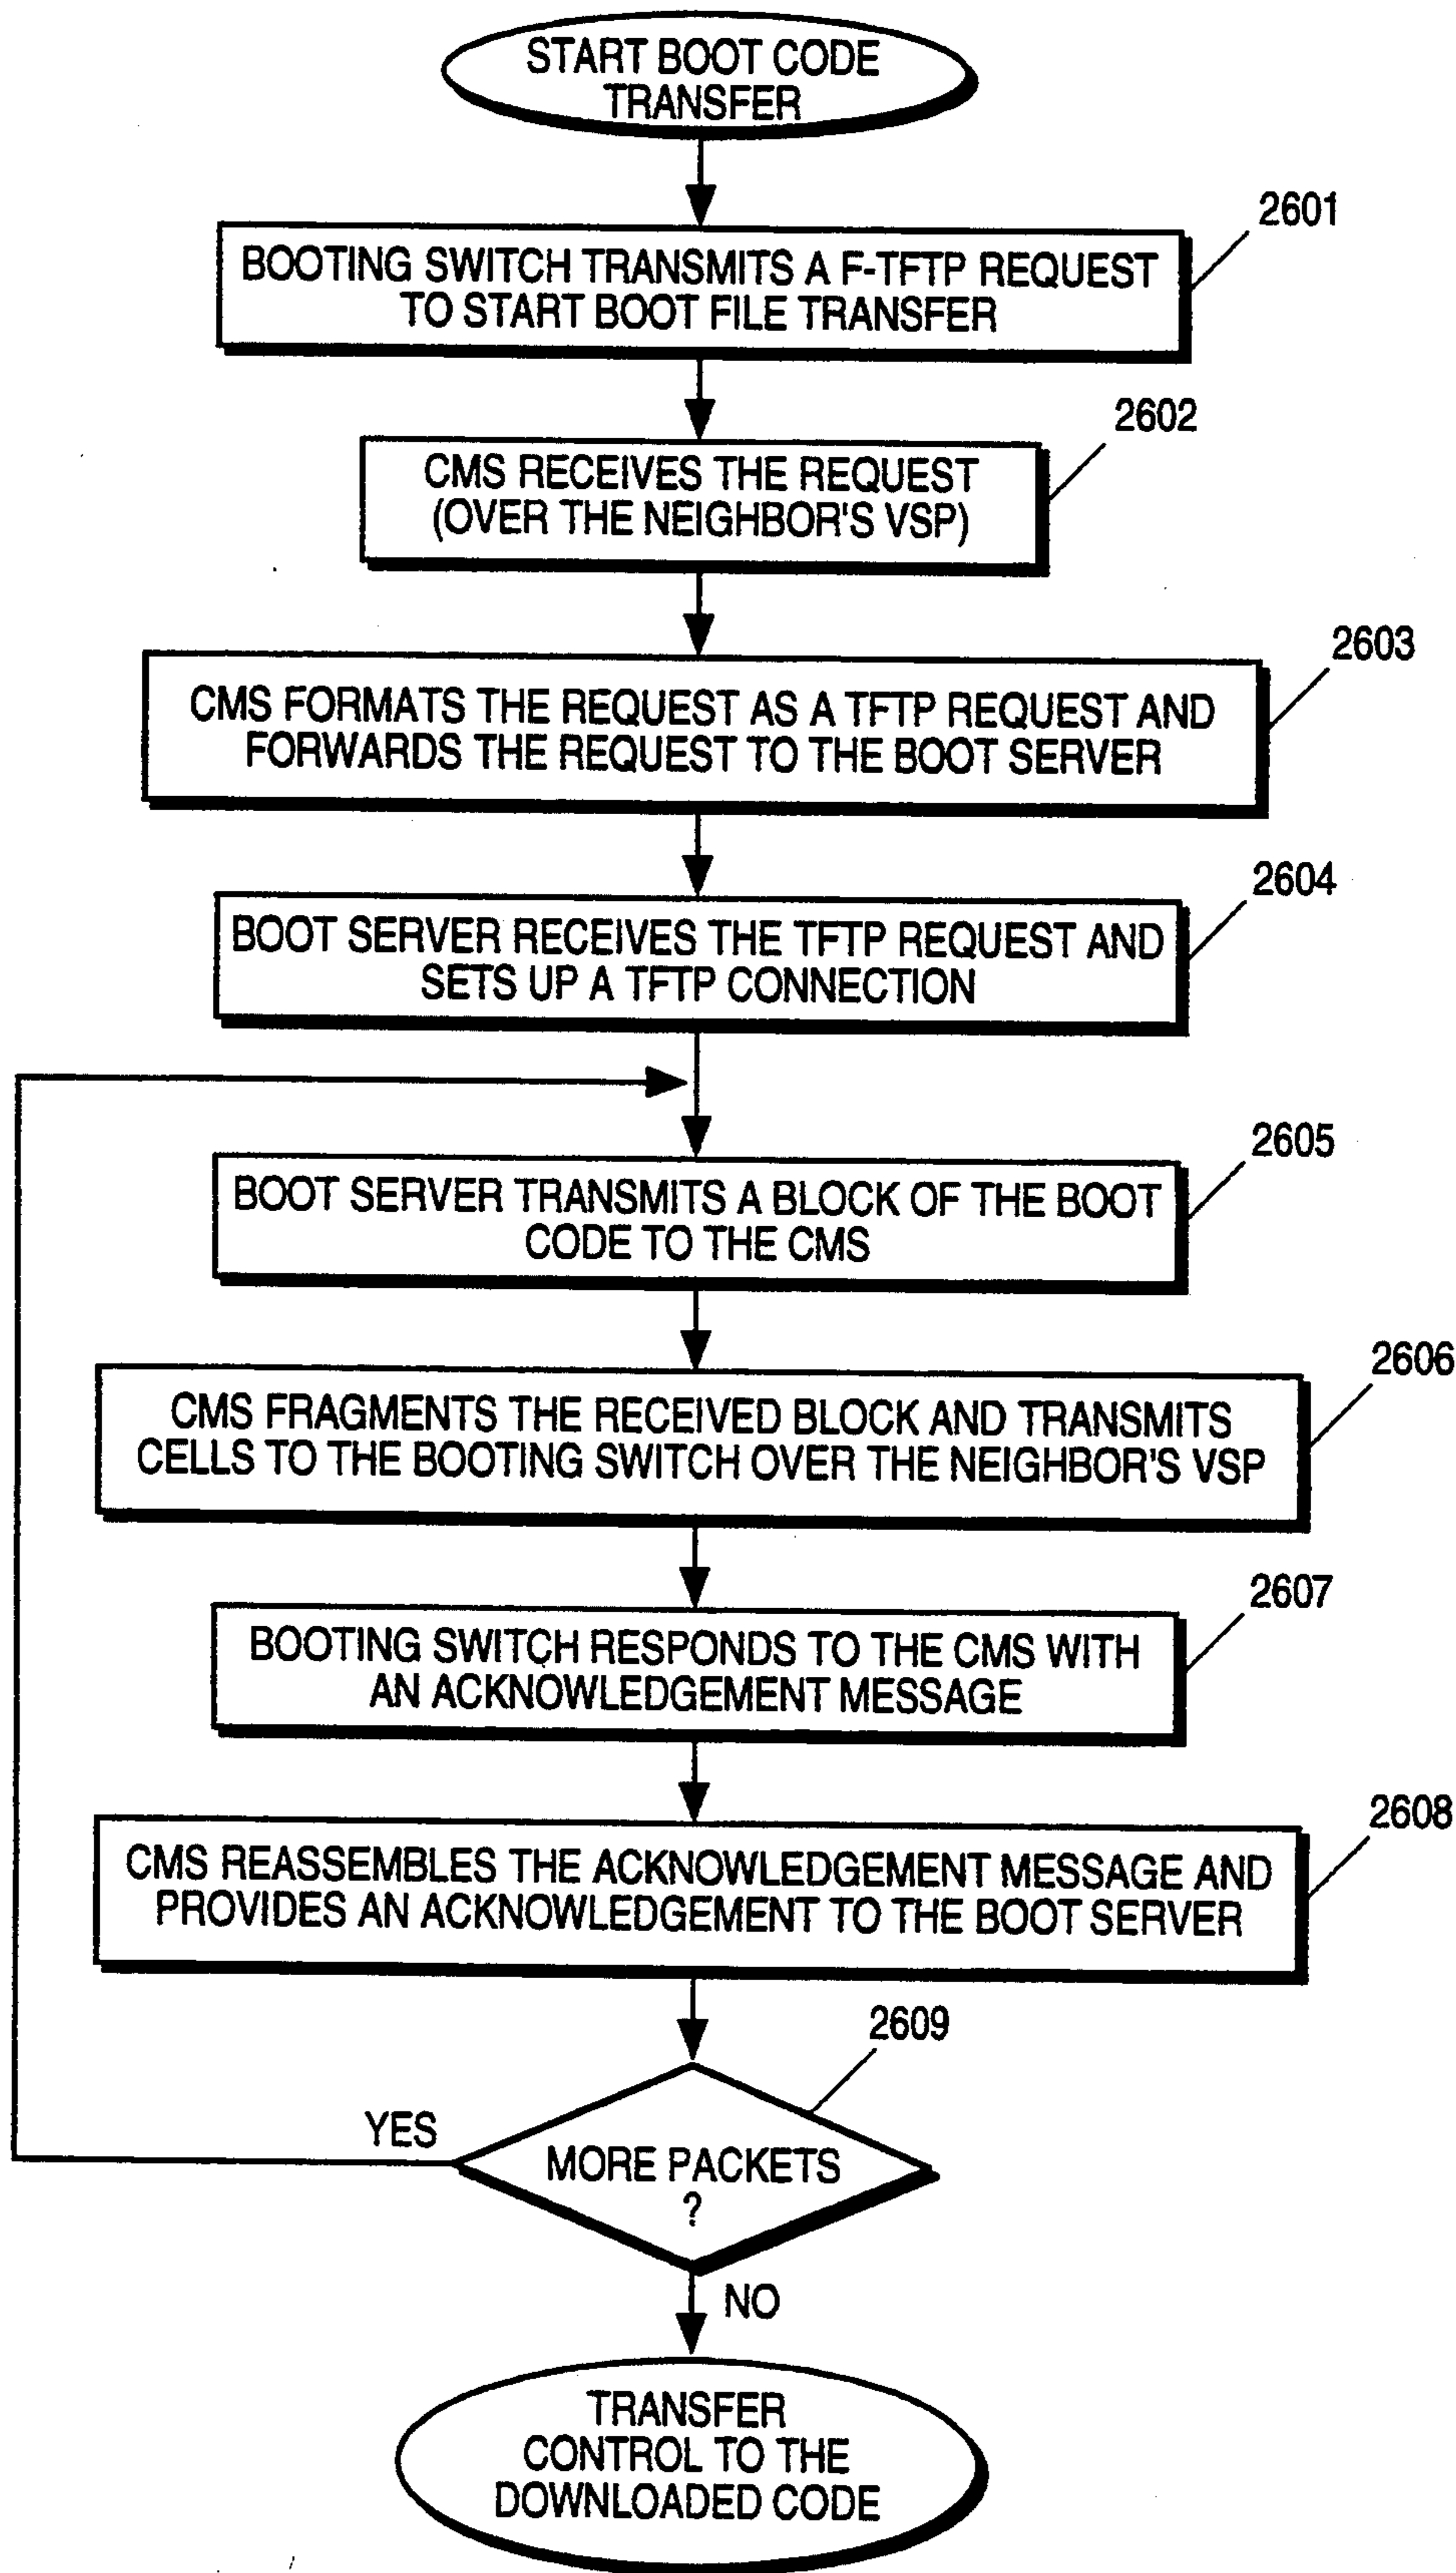 START BOOT CODE
TRANSFER
2601
BOOTING SWITCH TRANSMITS A F-TFTP REQUEST
TO START BOOT FILE TRANSFER
2602
CMS RECEIVES THE REQUEST
(OVER THE NEIGHBOR'S VSP)
2603
CMS FORMATS THE REQUEST AS A TFTP REQUEST AND
FORWARDS THE REQUEST TO THE BOOT SERVER
2604
BOOT SERVER RECEIVES THE TFTP REQUEST AND
SETS UP A TFTP CONNECTION
2605
BOOT SERVER TRANSMITS A BLOCK OF THE BOOT
CODE TO THE CMS
2606
CMS FRAGMENTS THE RECEIVED BLOCK AND TRANSMITS
CELLS TO THE BOOTING SWITCH OVER THE NEIGHBOR'S VSP
2607
BOOTING SWITCH RESPONDS TO THE CMS WITH
AN ACKNOWLEDGEMENT MESSAGE
2608
CMS REASSEMBLES THE ACKNOWLEDGEMENT MESSAGE AND
PROVIDES AN ACKNOWLEDGEMENT TO THE BOOT SERVER
2609
YES
MORE PACKETS
?
NO
TRANSFER
CONTROL TO THE
DOWNLOADED CODE